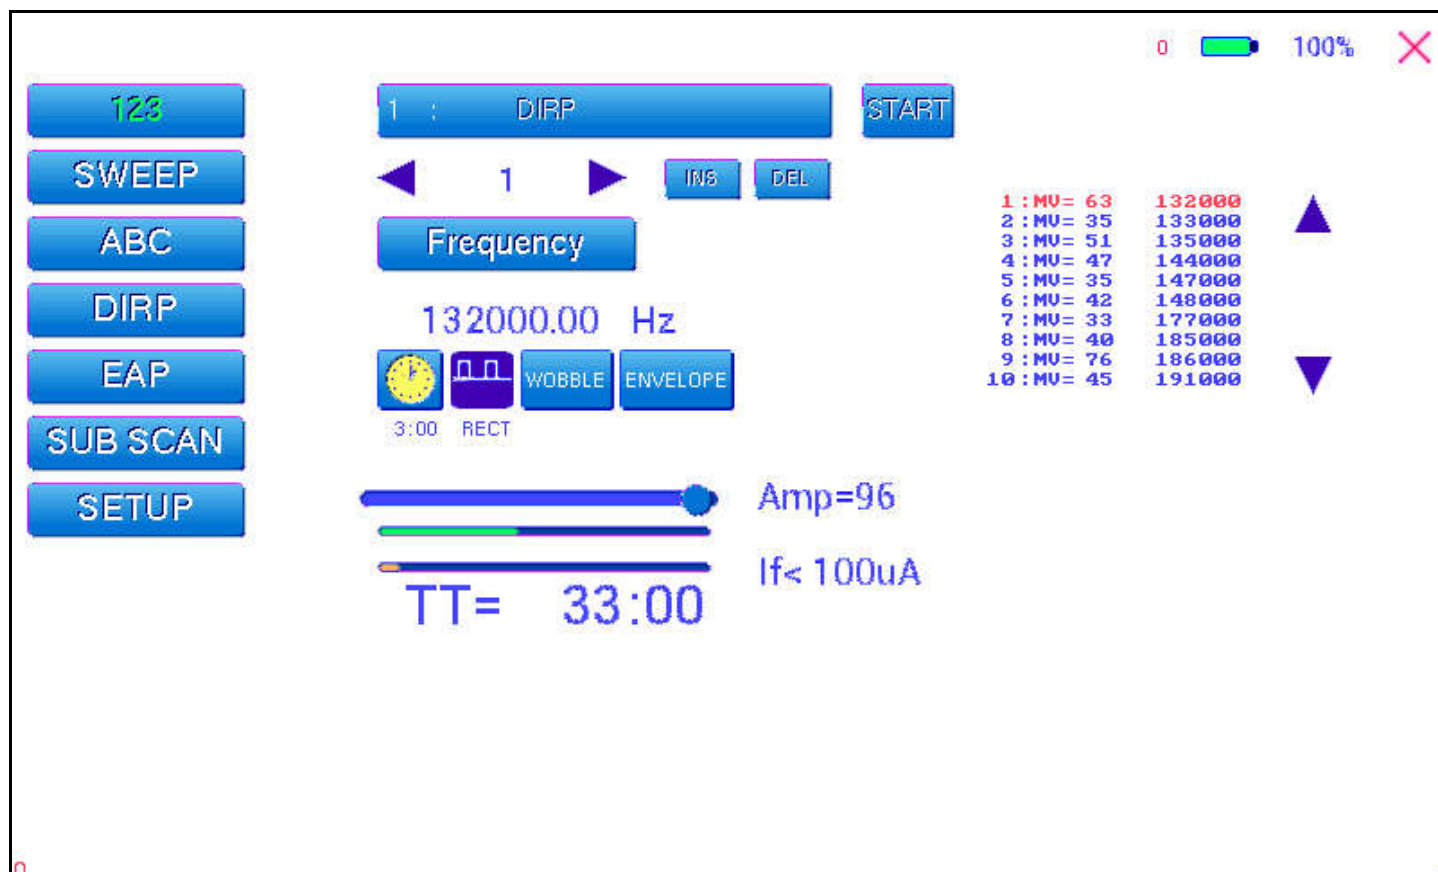 0 100%
123
1 : DIRP START
SWEEP
1 INS DEL
ABC
Frequency
DIRP
132000.00 Hz
EAP
WOBBLE ENVELOPE
3:00 RECT
SUB SCAN
SETUP
Amp=96
If< 100uA
TT= 33:00
1:MV= 63 132000
2:MV= 35 133000
3:MV= 51 135000
4:MV= 47 144000
5:MV= 35 147000
6:MV= 42 148000
7:MV= 33 177000
8:MV= 40 185000
9:MV= 76 186000
10:MV= 45 191000